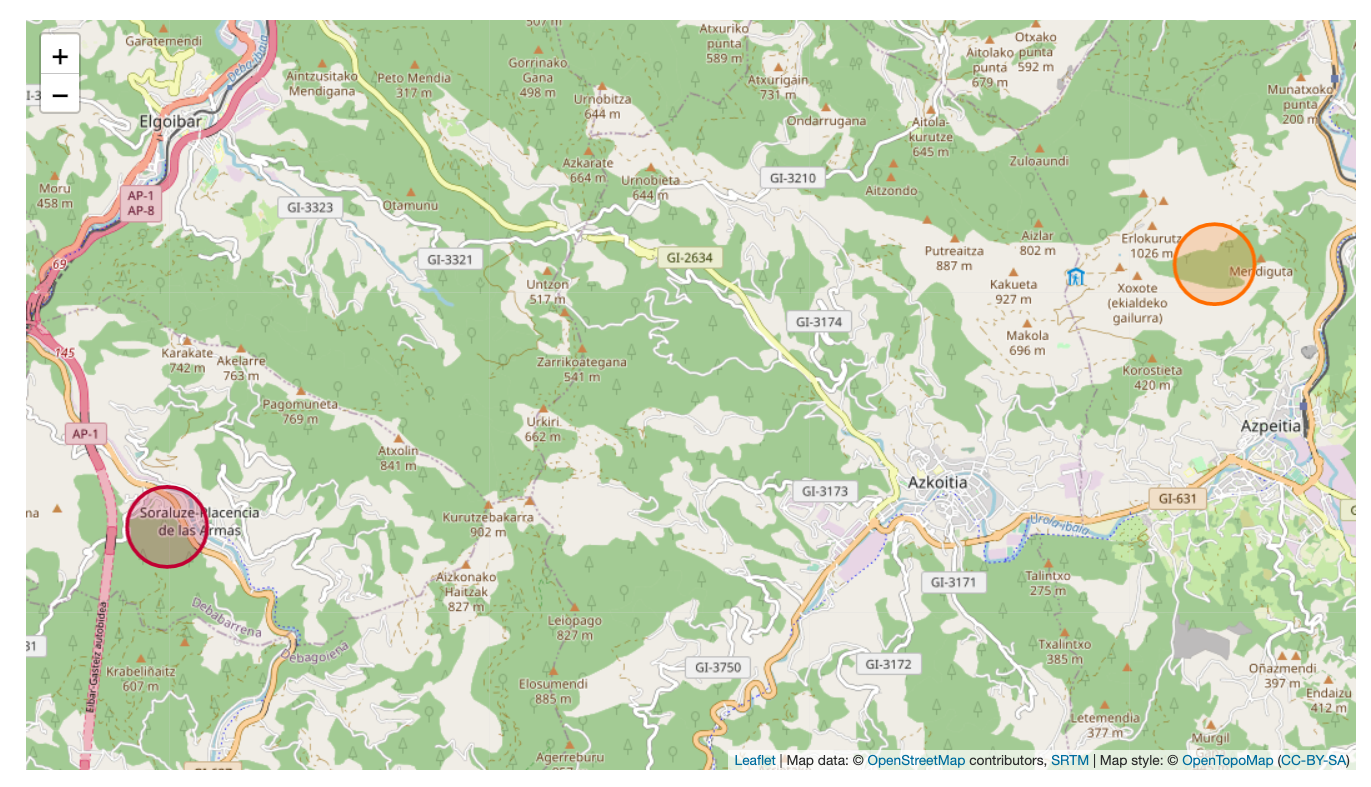 507 m
Garatemendi
Atxuriko
punta
589 m
Otxako
punta
592 m
Aitolako
punta
679 m
+
−
Deba ibaia
Aintzusitako
Mendigana
Peto Mendia
317 m
Gorrinako
Gana
498 m
Atxurigain
731 m
Munatxoko
punta
200 m
Urnobitza
644 m
Ondarrugana
Aitola-
kurutze
645 m
Elgoibar
Azkarate
664 m
Urnobieta
644 m
GI-3210
Zuloaundi
Aitzondo
Moru
458 m
AP-1
AP-8
GI-3323
Otamunu
Aizlar
802 m
Erlokurutz
1026 m
Putreaitza
887 m
GI-3321
GI-2634
69
Mendiguta
Untzon
517 m
Kakueta
927 m
Xoxote
(ekialdeko
gailurra)
GI-3174
Makola
696 m
145
Karakate
742 m
Akelarre
763 m
Zarrikoategana
541 m
Korostieta
420 m
Pagomuneta
769 m
AP-1
Urkiri
662 m
Azpeitia
Atxolin
841 m
Azkoitia
GI-3173
GI-631
na
Soraluze-Placencia
de las Armas
Kurutzebakarra
902 m
Urola ibaia
Aizkonako
Haitzak
827 m
GI-3171
Talintxo
275 m
Debabarrena
Debagoiena
Leiopago
827 m
31
Eibar-Gasteiz autobidea
Txalintxo
385 m
Krabeliñaitz
607 m
GI-3750
GI-3172
Oñazmendi
397 m
Elosumendi
885 m
Endaizu
412 m
Letemendia
377 m
Murgil
Agerreburu
Leaflet | Map data: © OpenStreetMap contributors, SRTM | Map style: © OpenTopoMap (CC-BY-SA)